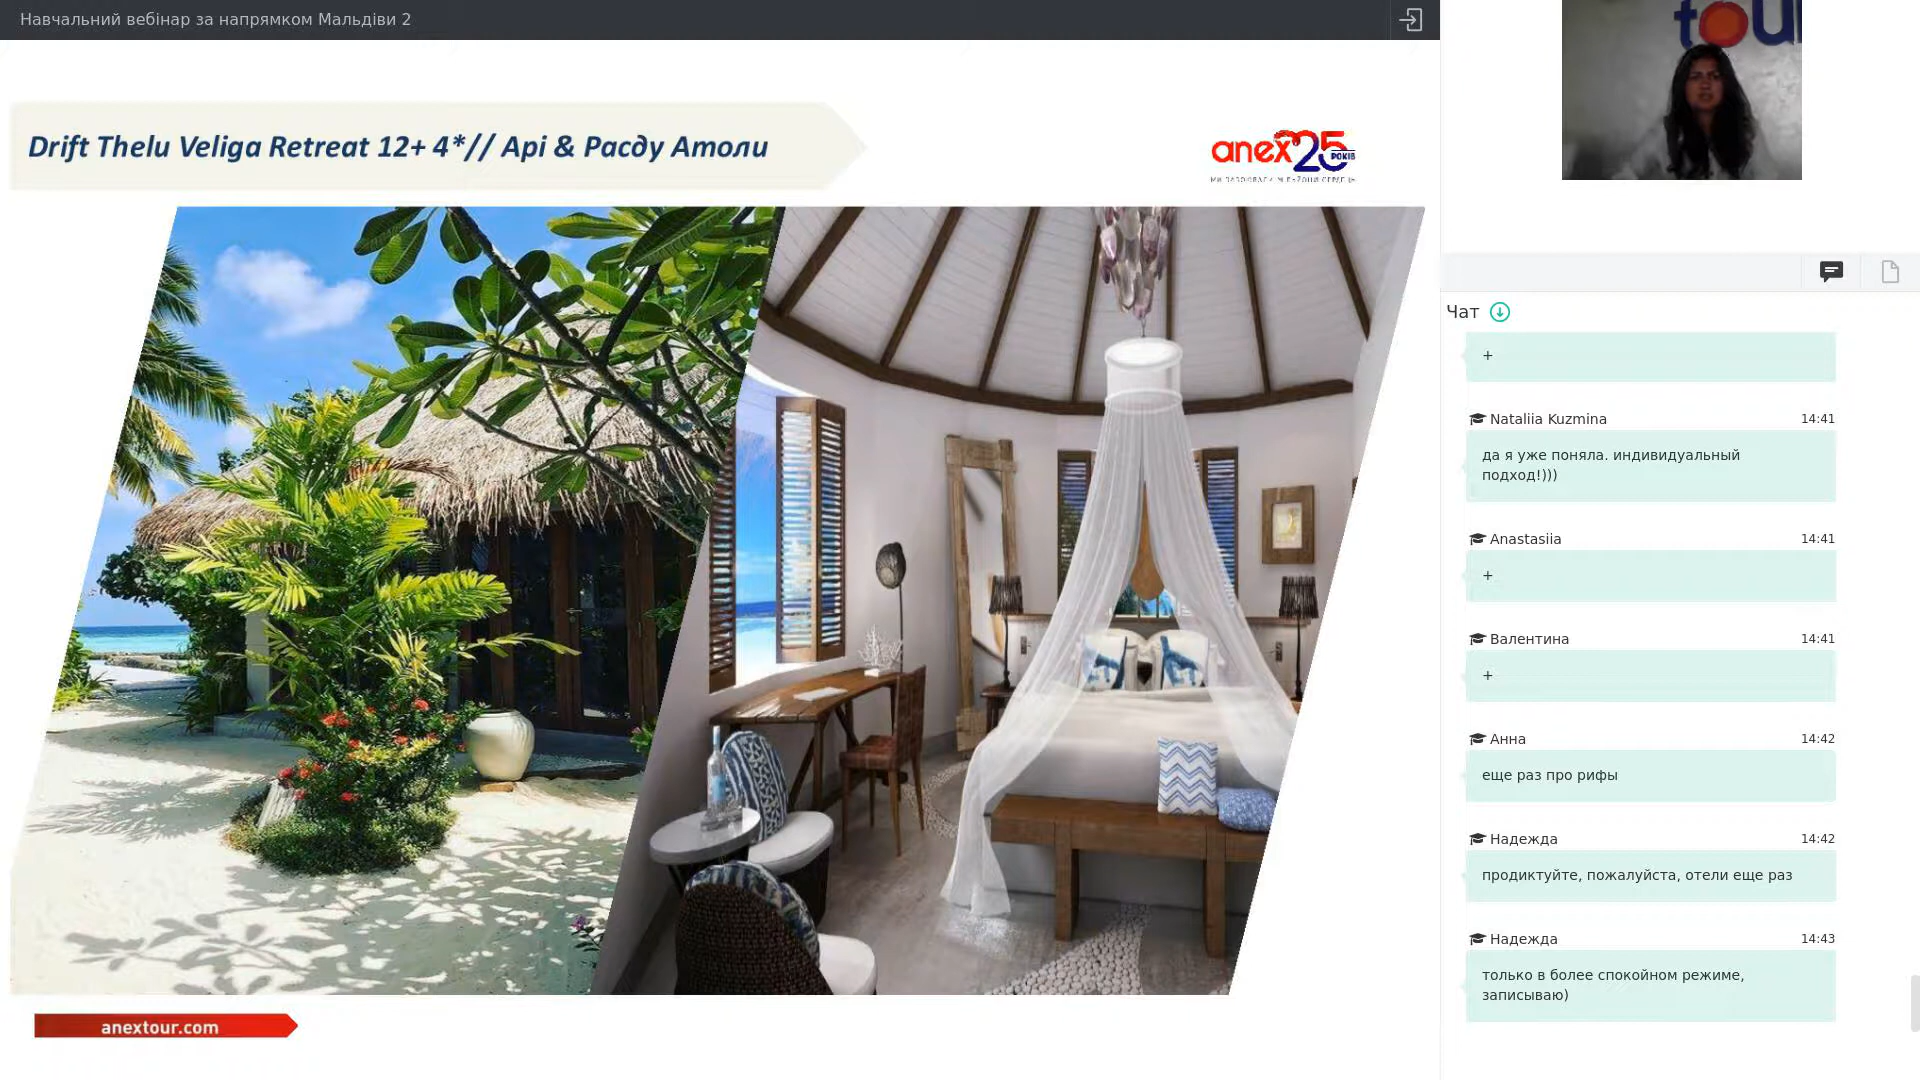 Навчальний вебінар за напрямком Мальдіви 2
Drift Thelu Veliga Retreat 12+ 4*// Арі & Расду Атоли
anex 25
РОКІВ
anextour.com
tou
Чат
+
Nataliia Kuzmina 14:41
да я уже поняла. индивидуальный
подход!)))
Anastasiia 14:41
+
Валентина 14:41
+
Анна 14:42
еще раз про рифы
Надежда 14:42
продиктуйте, пожалуйста, отели еще раз
Надежда 14:43
только в более спокойном режиме,
записываю)